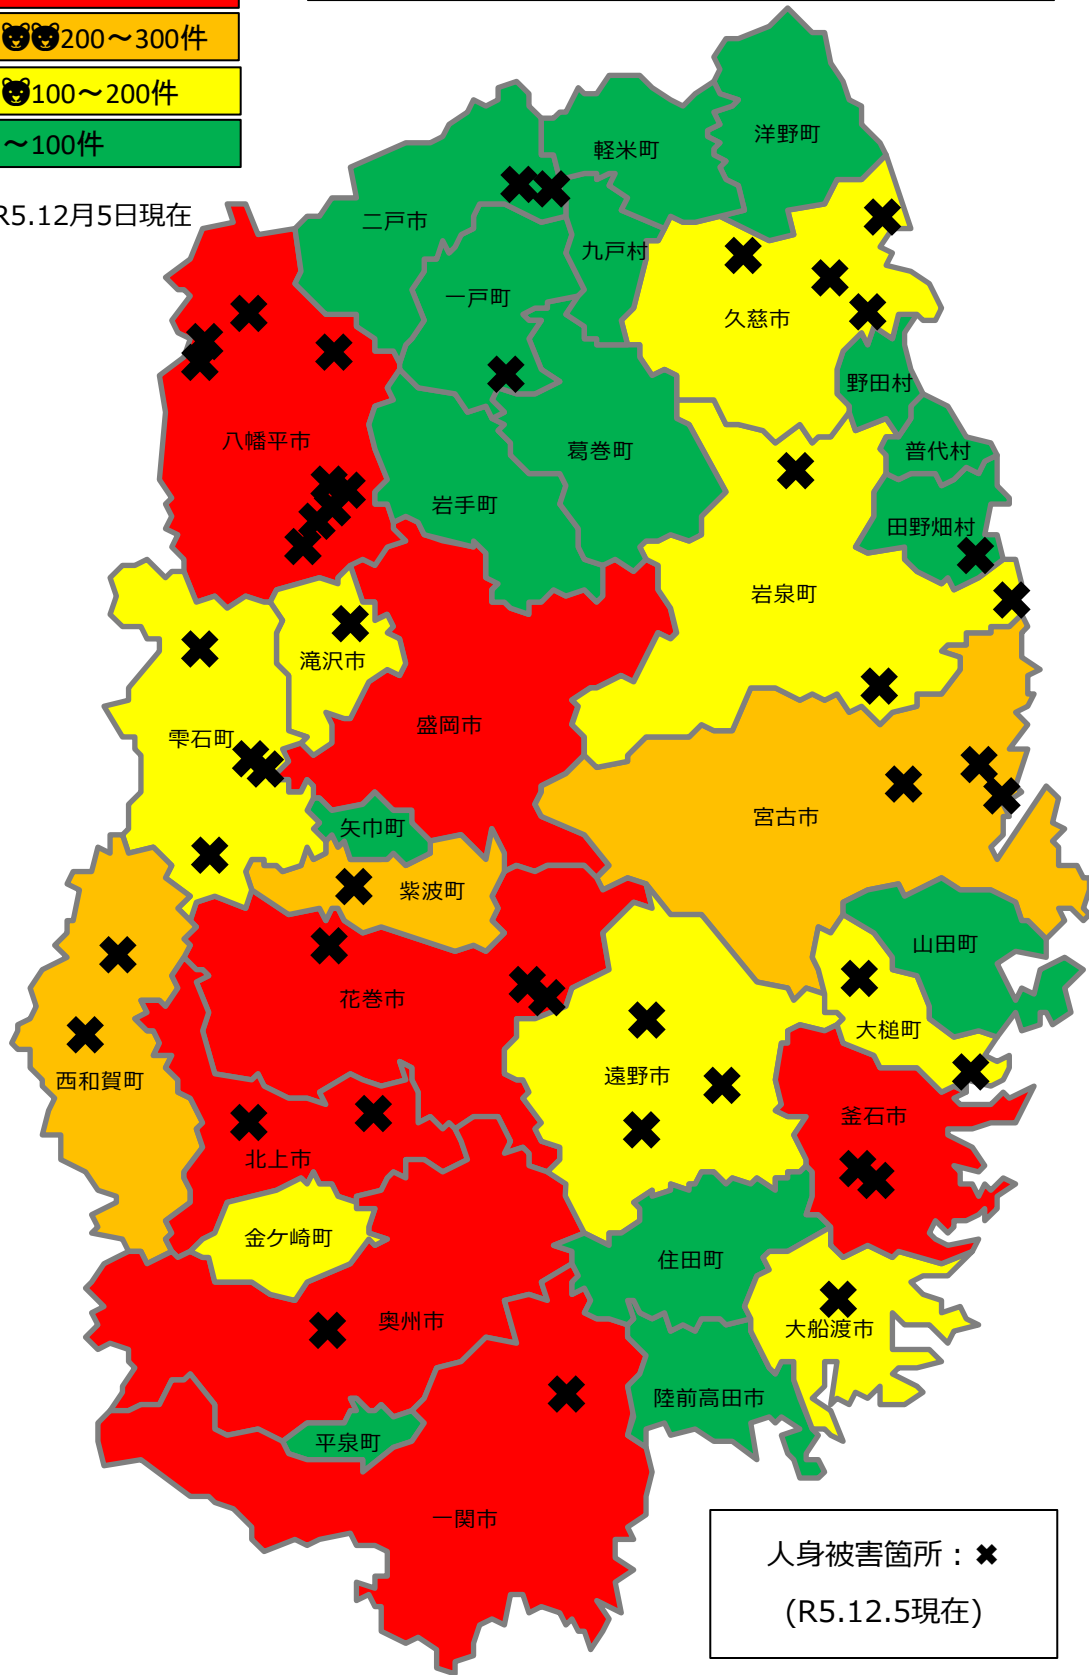 200～300件
100～200件
～100件
R5.12月5日現在
洋野町
軽米町
二戸市
九戸村
一戸町
久慈市
野田村
八幡平市
葛巻町
普代村
岩手町
田野畑村
岩泉町
滝沢市
盛岡市
雫石町
宮古市
矢巾町
紫波町
山田町
花巻市
大槌町
西和賀町
遠野市
釜石市
北上市
金ケ崎町
住田町
奥州市
大船渡市
陸前高田市
平泉町
一関市
人身被害箇所：✖
(R5.12.5現在)